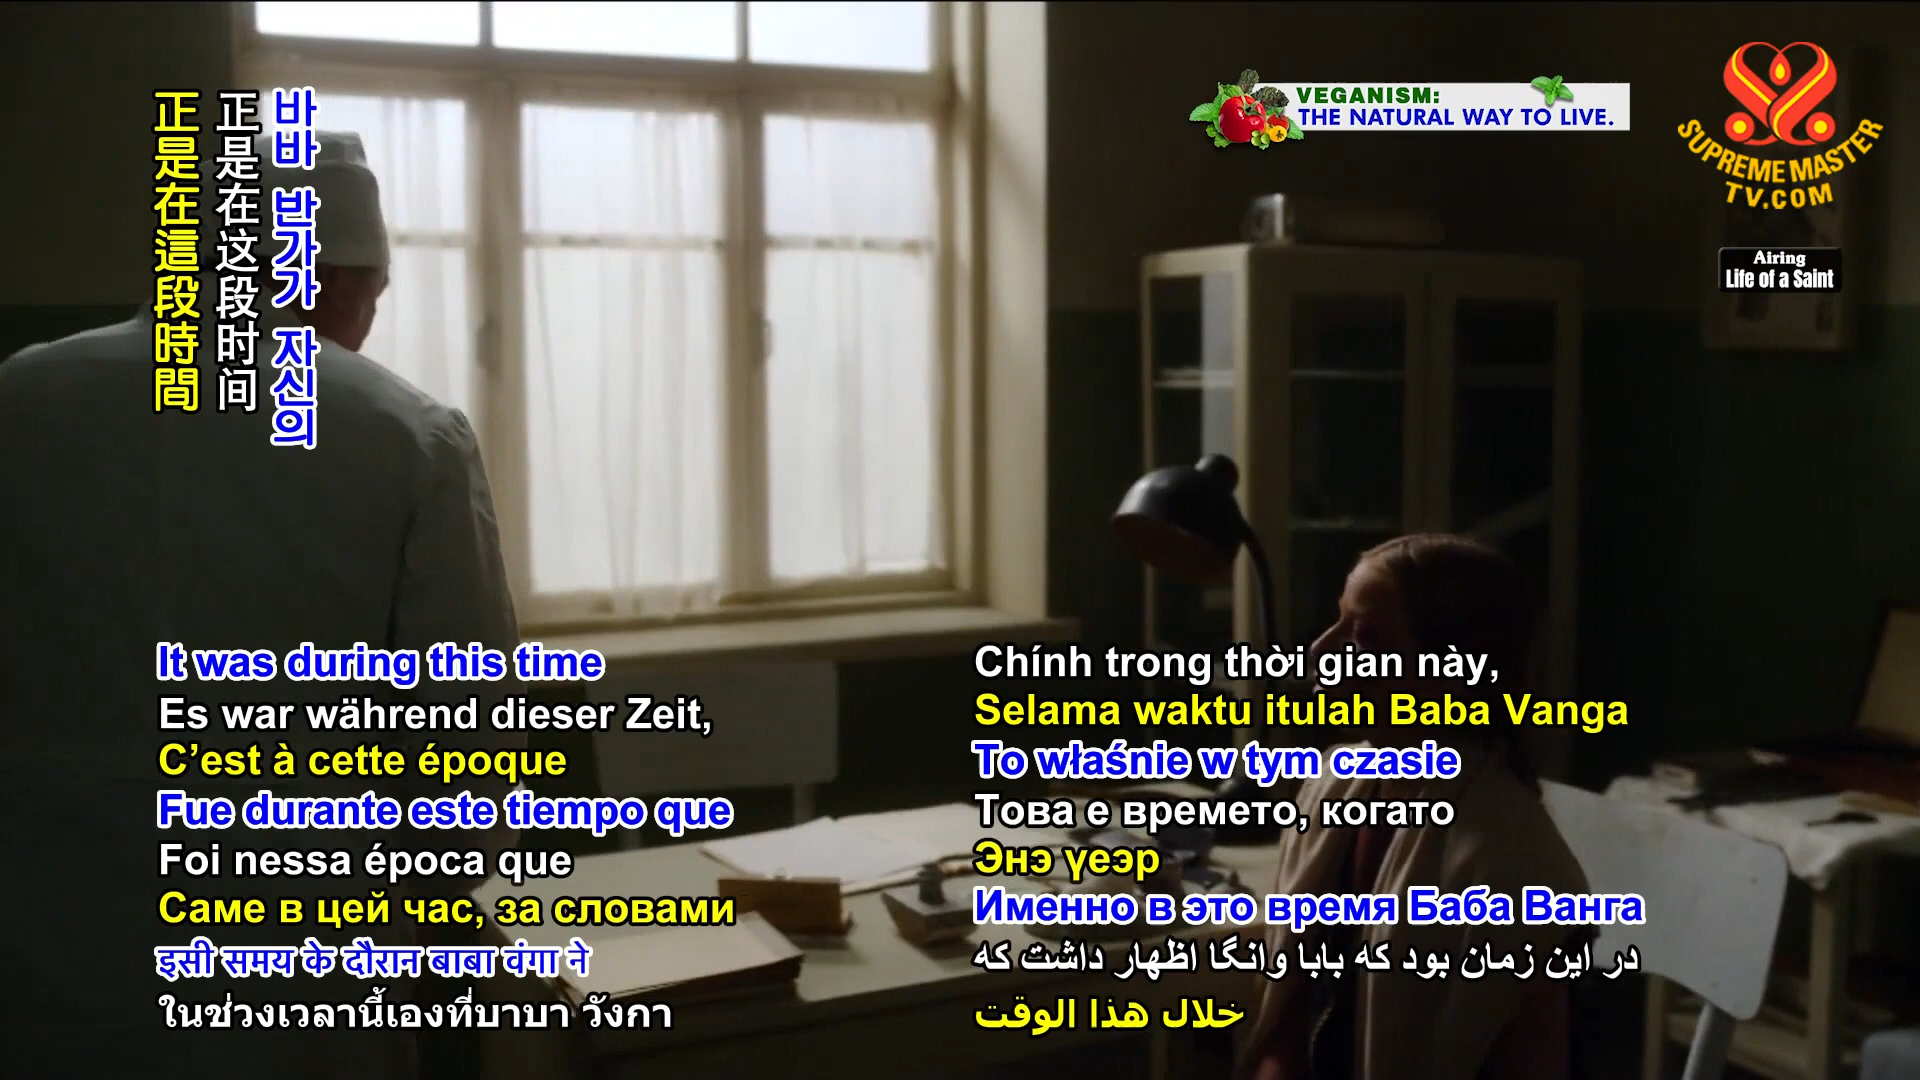 正是在這段時間
正是在这段时间
바바 반가가 자신의
VEGANISM:
THE NATURAL WAY TO LIVE.
SUPREME MASTER
TV.COM
Airing
Life of a Saint
It was during this time
Es war während dieser Zeit,
C’est à cette époque
Fue durante este tiempo que
Foi nessa época que
Саме в цей час, за словами
इसी समय के दौरान बाबा वंगा ने
ในช่วงเวลานี้เองที่บาบา วังกา
Chính trong thời gian này,
Selama waktu itulah Baba Vanga
To właśnie w tym czasie
Това е времето, когато
Энэ үеэр
Именно в это время Баба Ванга
در این زمان بود که بابا وانگا اظهار داشت که
خلال هذا الوقت